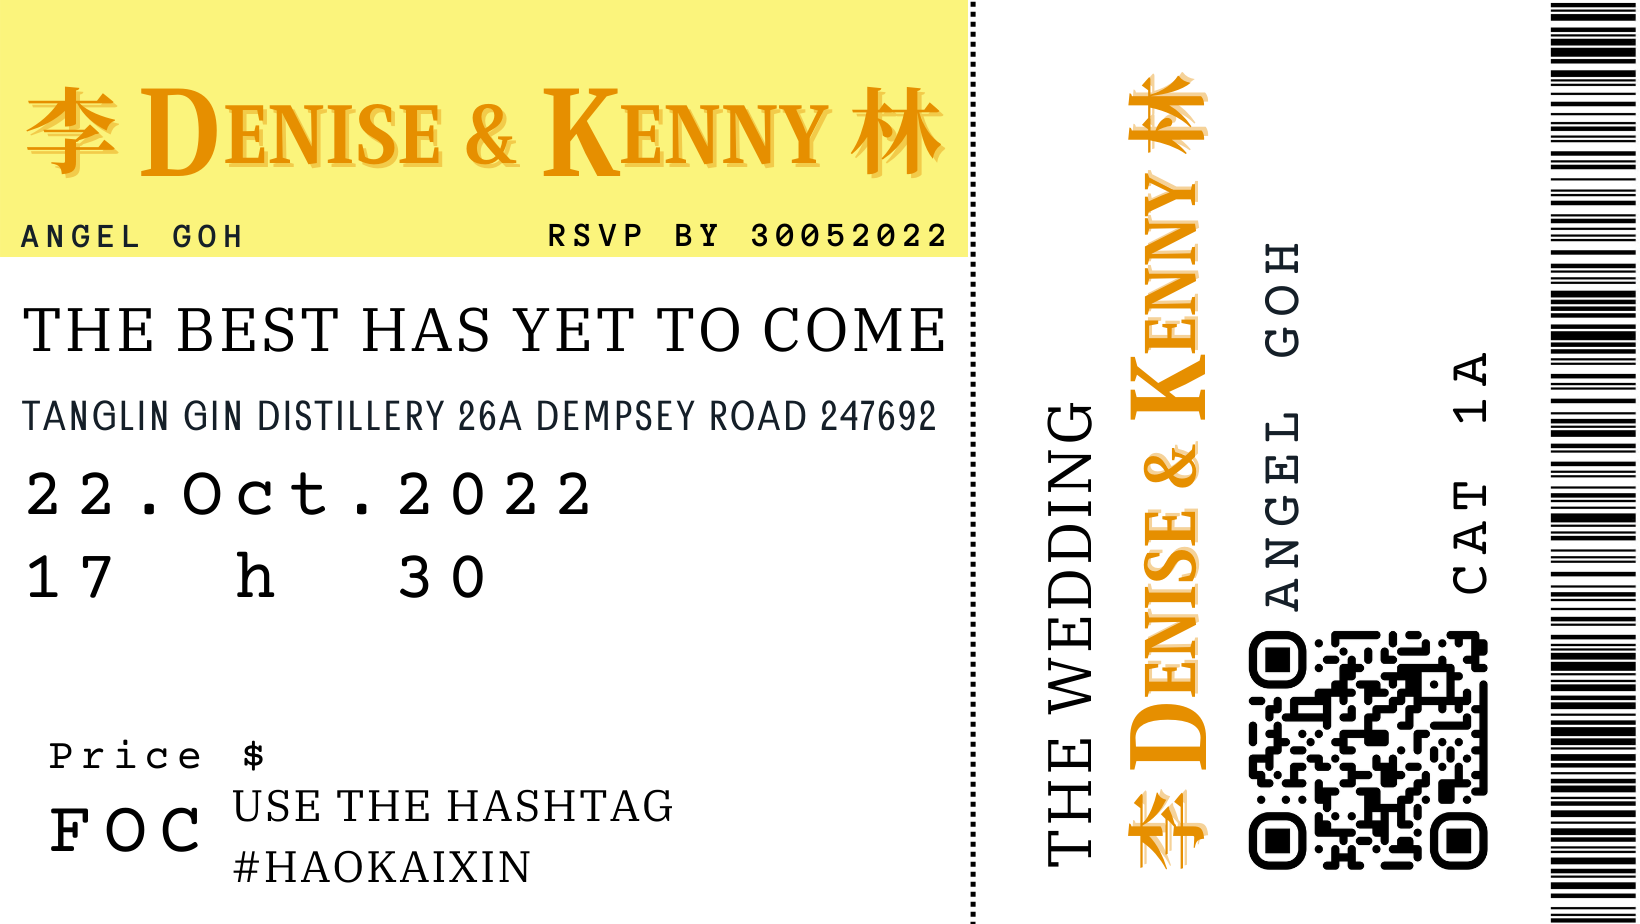 李 DENISE & KENNY 林
ANGEL GOH
RSVP BY 30052022
THE BEST HAS YET TO COME
TANGLIN GIN DISTILLERY 26A DEMPSEY ROAD 247692
22.Oct.2022
17 h 30
Price $
FOC
USE THE HASHTAG
#HAOKAIXIN
THE WEDDING
李 DENISE & KENNY 林
ANGEL GOH
CAT 1A